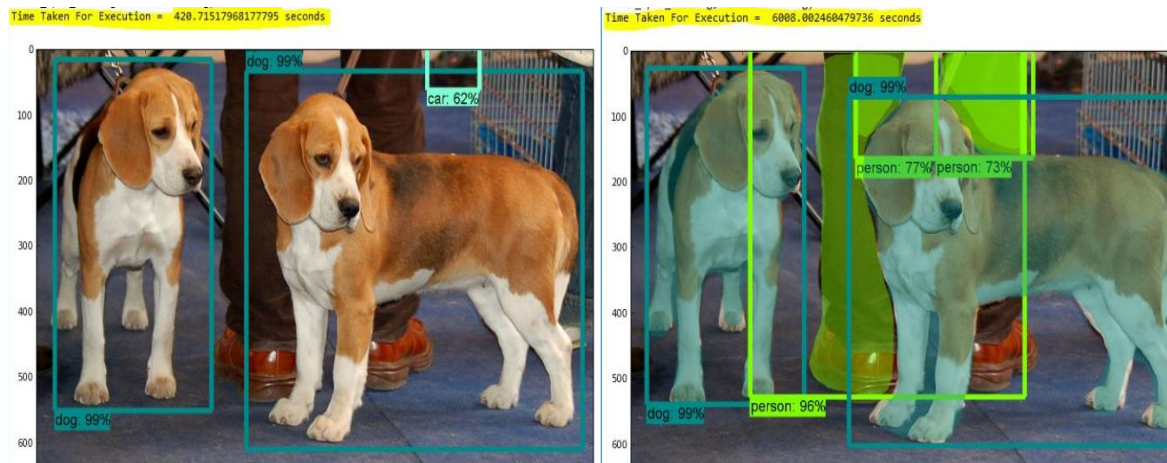 Time Taken For Execution = 420.71517968177795 seconds
0
100
200
300
400
500
600
dog: 99%
car: 62%
dog: 99%
Time Taken For Execution = 6008.002460479736 seconds
0
100
200
300
400
500
600
dog: 99%
person: 77%
person: 73%
dog: 99%
person: 96%